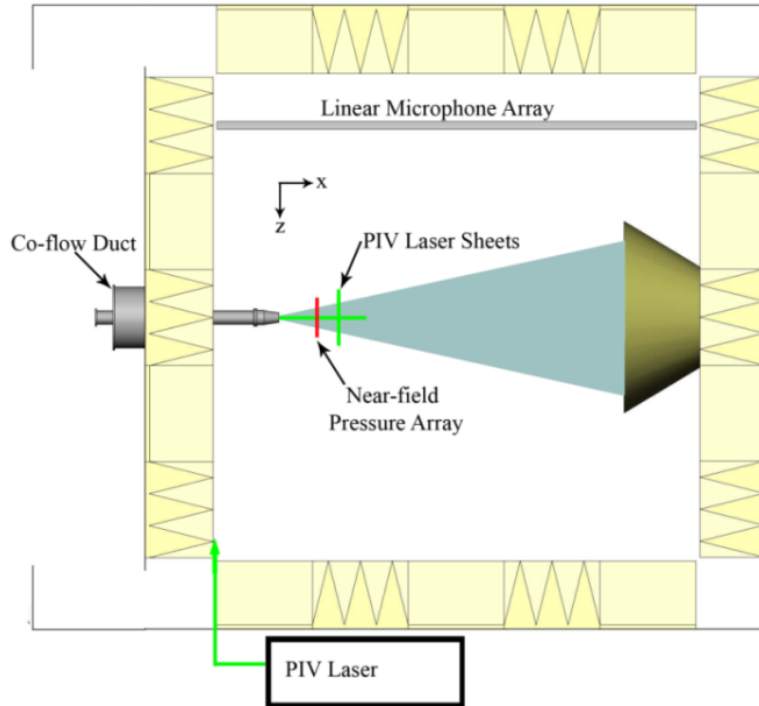 Linear Microphone Array
x
z
Co-flow Duct
PIV Laser Sheets
Near-field
Pressure Array
PIV Laser